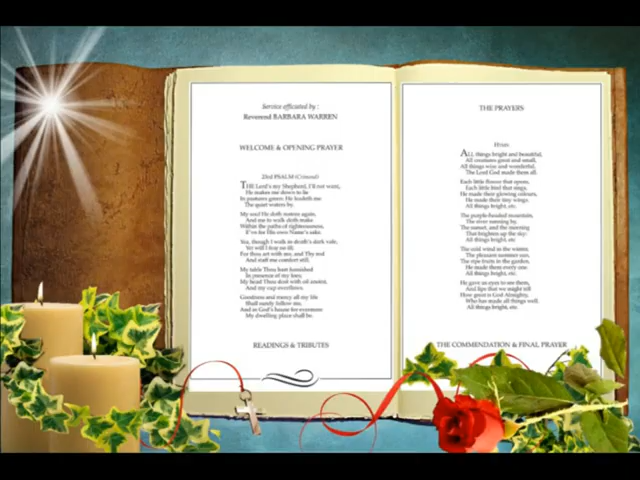 Service officiated by :
Reverend BARBARA WARREN
WELCOME & OPENING PRAYER
23rd PSALM (Crimond)
THE Lord's my Shepherd, I'll not want,
He makes me down to lie
In pastures green: He leadeth me
The quiet waters by.
My soul He doth restore again,
And me to walk doth make
Within the paths of righteousness,
E'en for His own Name's sake.
Yea, though I walk in death's dark vale,
Yet will I fear no ill;
For thou art with me, and Thy rod
And staff me comfort still.
My table Thou hast furnished
In presence of my foes;
My head Thou dost with oil anoint,
And my cup overflows.
Goodness and mercy all my life
Shall surely follow me.
And in God's house for evermore
My dwelling place shall be.
READINGS & TRIBUTES
THE PRAYERS
HYMN
ALL things bright and beautiful,
All creatures great and small,
All things wise and wonderful,
The Lord God made them all.
Each little flower that opens,
Each little bird that sings,
He made their glowing colours,
He made their tiny wings.
All things bright, etc
The purple-headed mountain,
The river running by,
The sunset, and the morning
That brightens up the sky:
All things bright, etc
The cold wind in the winter,
The pleasant summer sun,
The ripe fruits in the garden,
He made them every one.
All things bright, etc.
He gave us eyes to see them,
And lips that we might tell
How great is God Almighty,
Who has made all things well.
All things bright, etc.
THE COMMENDATION & FINAL PRAYER